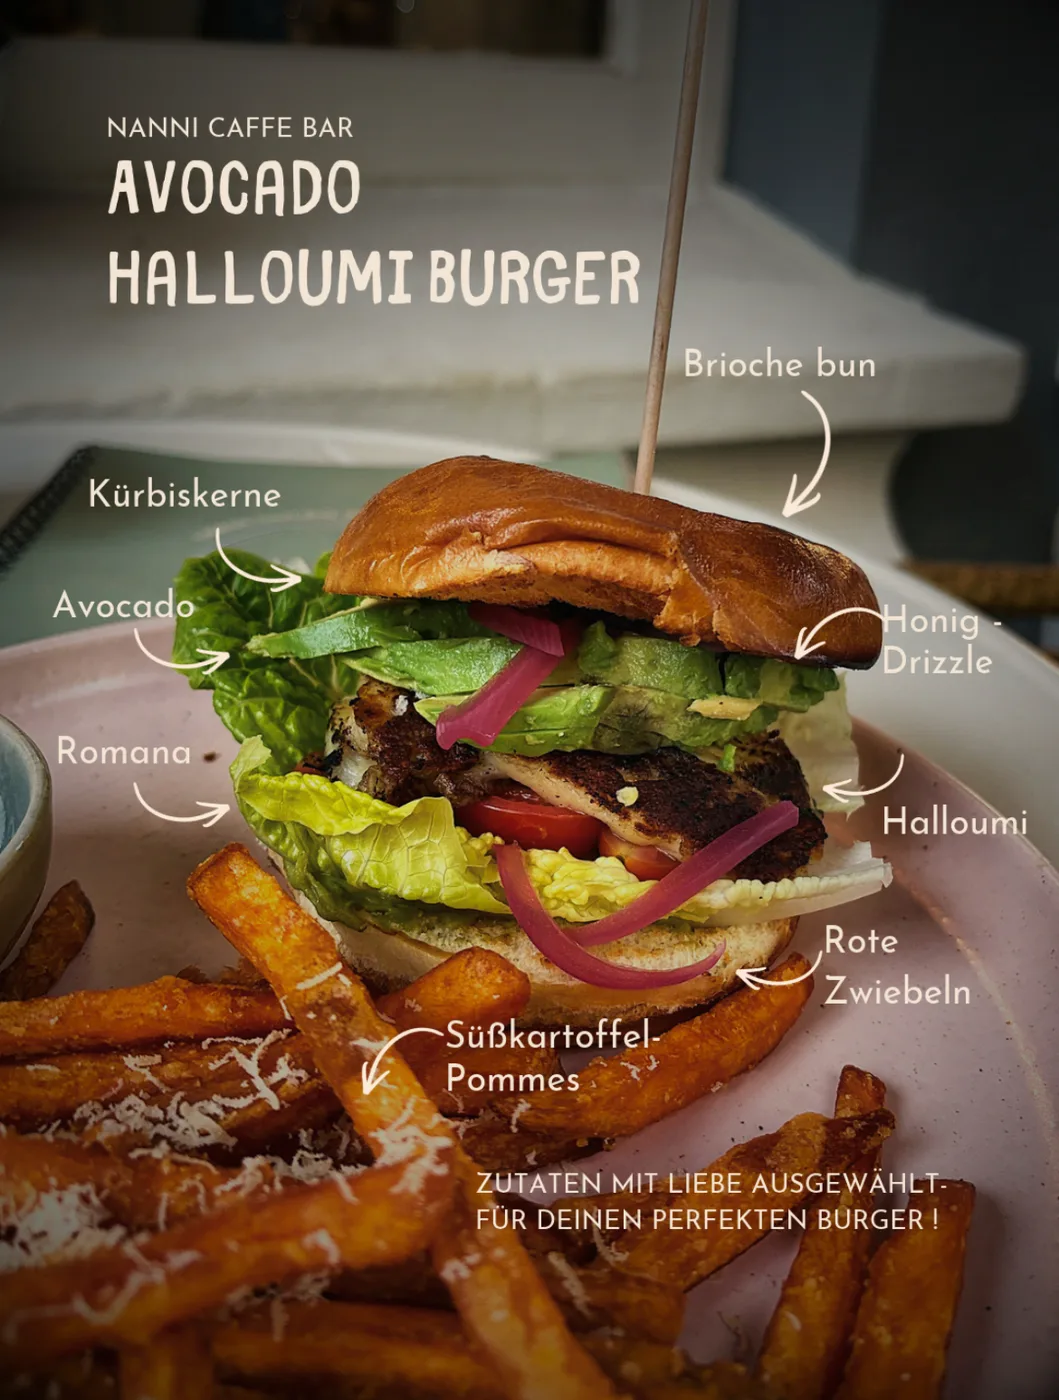 NANNI CAFFE BAR
AVOCADO
HALLOUMI BURGER
Brioche bun
Kürbiskerne
Avocado
Honig -
Drizzle
Romana
Halloumi
Rote
Zwiebeln
Süßkartoffel-
Pommes
ZUTATEN MIT LIEBE AUSGEWÄHLT-
FÜR DEINEN PERFEKTEN BURGER !